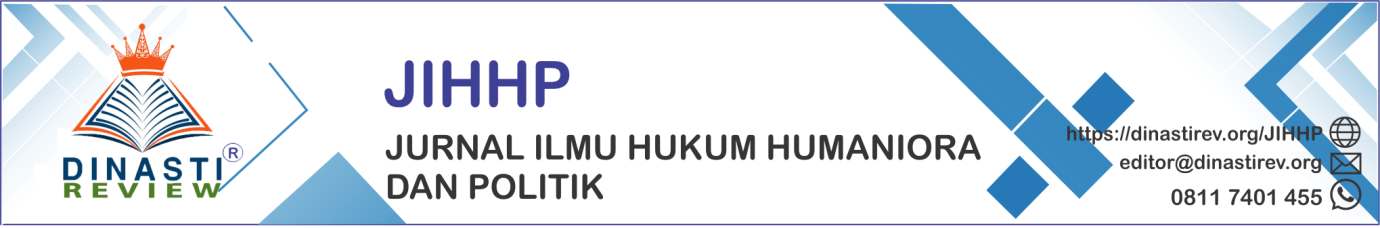 DINASTI ®
REVIEW
JIHHP
JURNAL ILMU HUKUM HUMANIORA
DAN POLITIK
https://dinastirev.org/JIHHP
editor@dinastirev.org
0811 7401 455